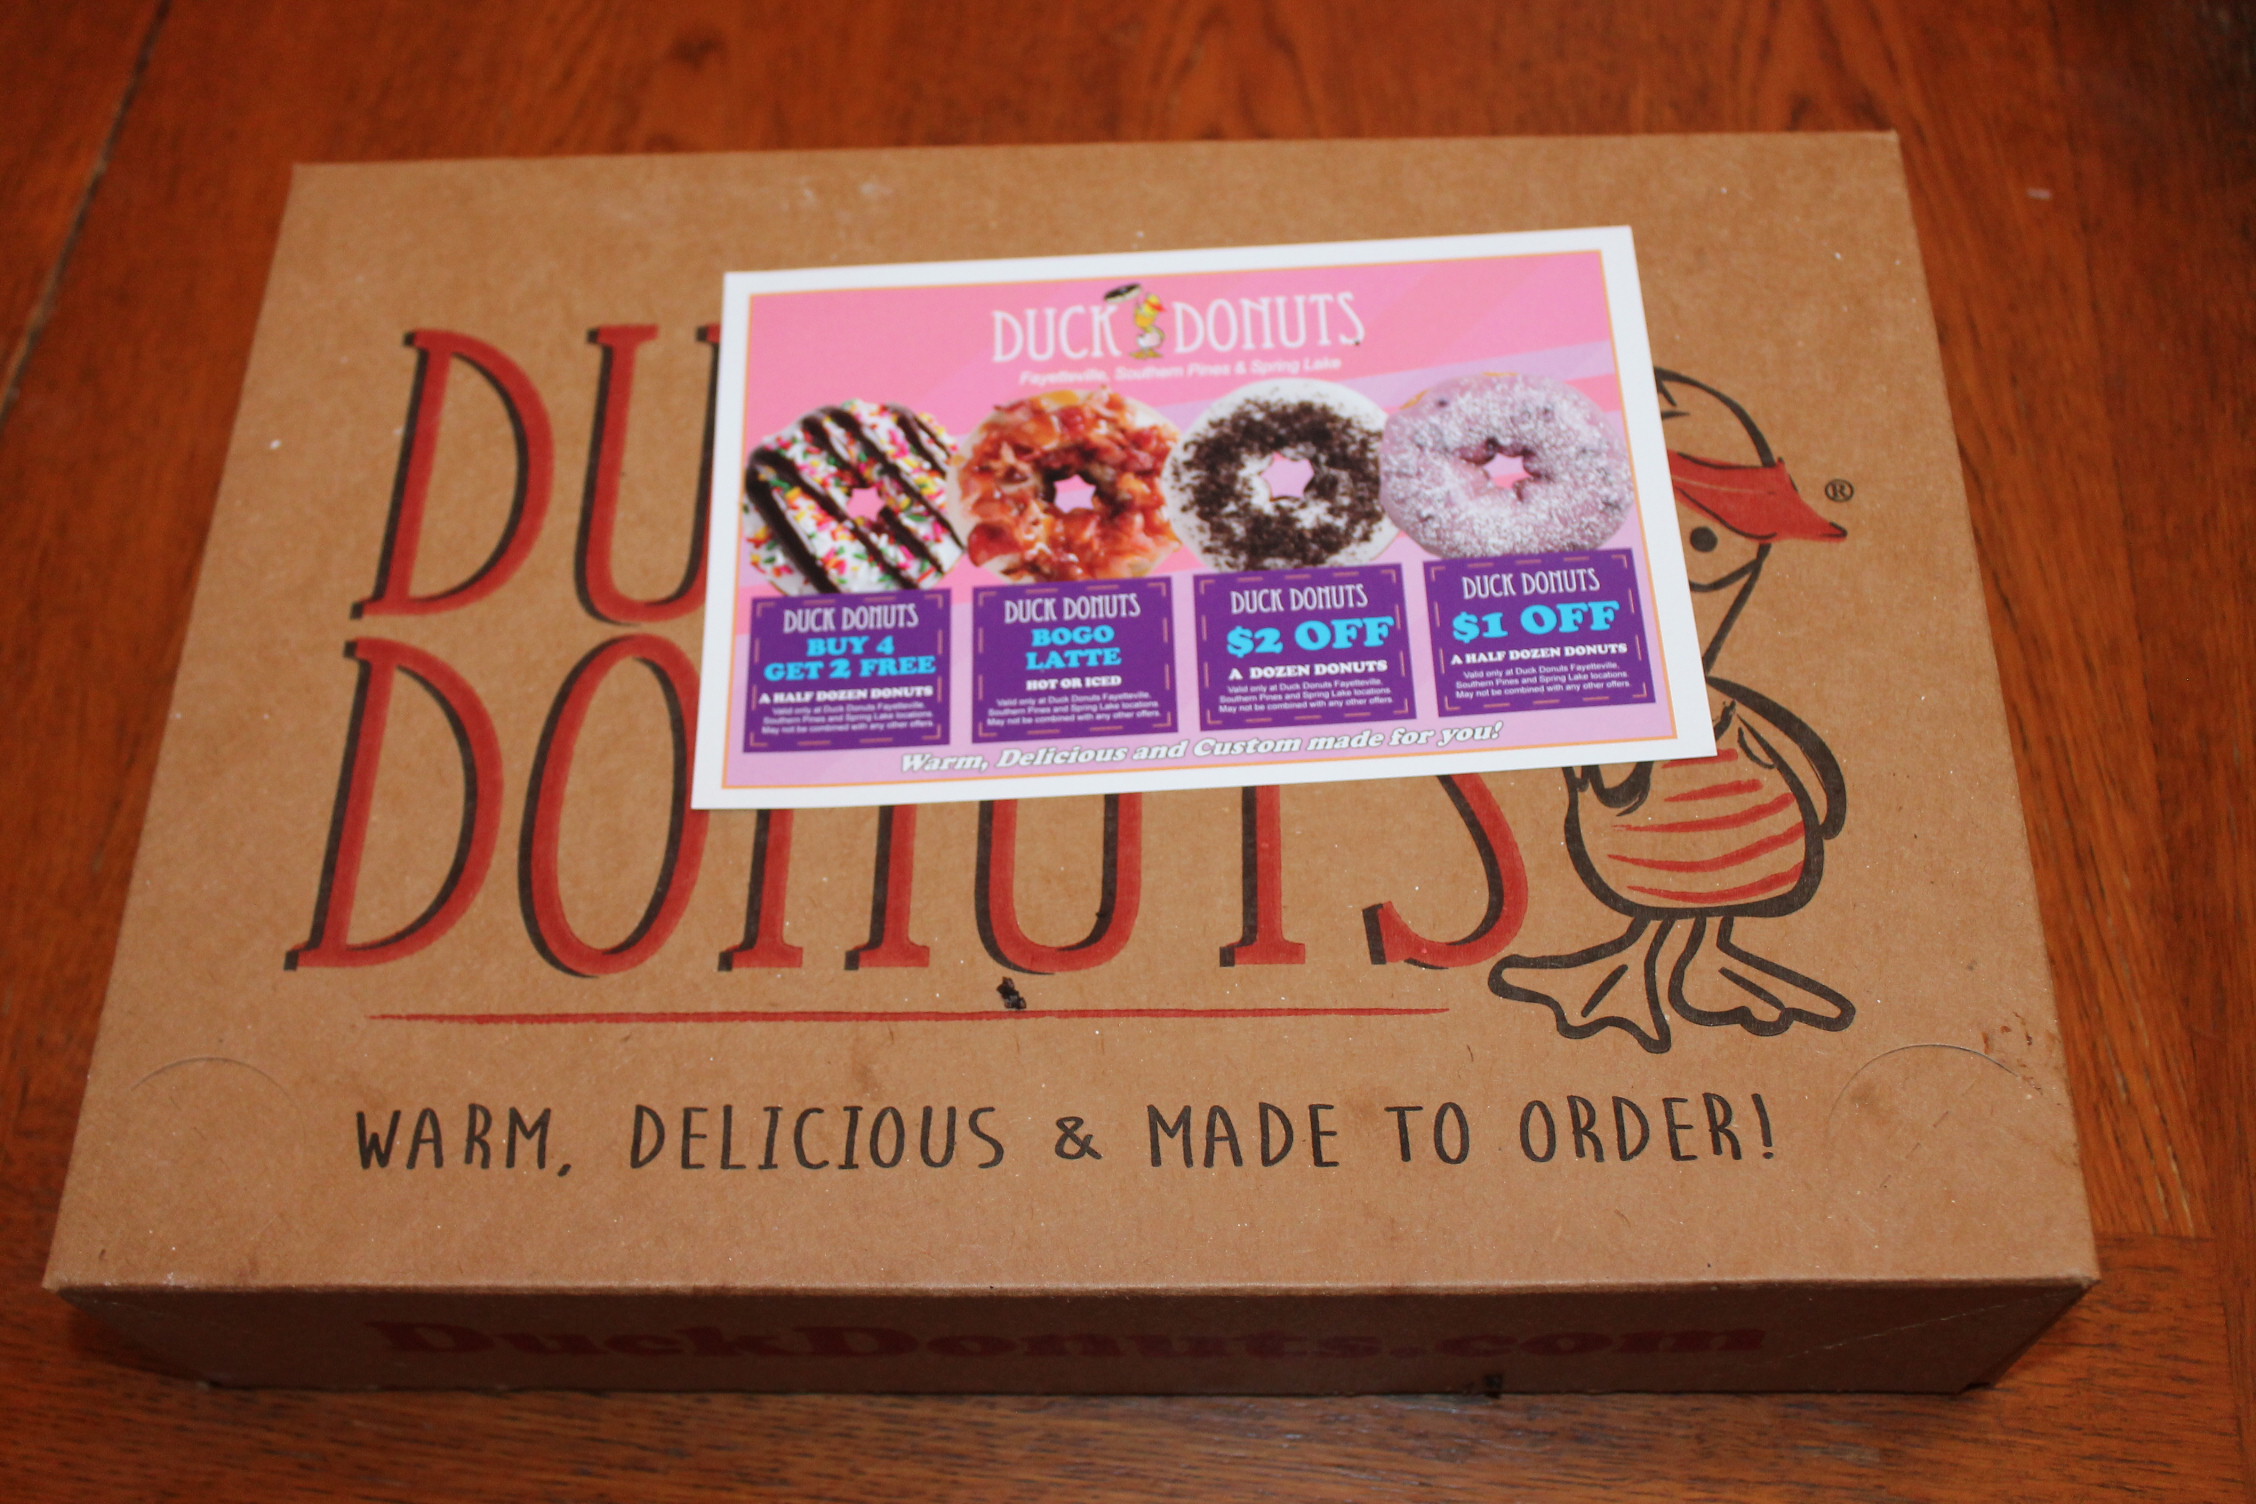 DUCK DONUTS
Fayetteville, Southern Pines & Spring Lake
DUCK DONUTS
BUY 4
GET 2 FREE
A HALF DOZEN DONUTS
Valid only at Duck Donuts Fayetteville,
Southern Pines and Spring Lake locations.
May not be combined with any other offers
DUCK DONUTS
BOGO
LATTE
HOT OR ICED
Valid only at Duck Donuts Fayetteville,
Southern Pines and Spring Lake locations
May not be combined with any other offers
DUCK DONUTS
$2 OFF
A DOZEN DONUTS
Valid only at Duck Donuts Fayetteville,
Southern Pines and Spring Lake locations.
May not be combined with any other offers
DUCK DONUTS
$1 OFF
A HALF DOZEN DONUTS
Valid only at Duck Donuts Fayetteville,
Southern Pines and Spring Lake locations.
May not be combined with any other offers
Warm, Delicious and Custom made for you!
DU
DONUTS
®
WARM, DELICIOUS & MADE TO ORDER!
DuckDonuts.com